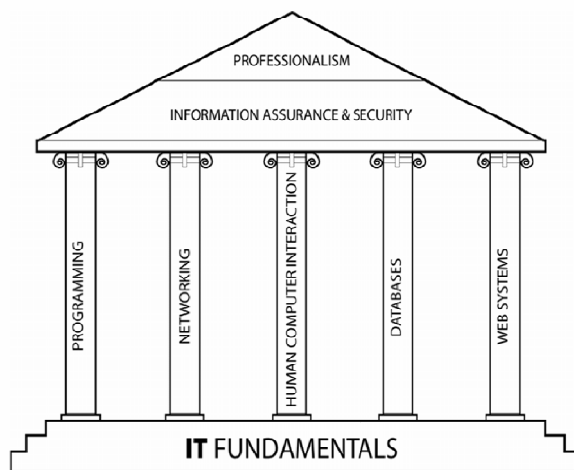 PROFESSIONALISM
INFORMATION ASSURANCE & SECURITY
PROGRAMMING
NETWORKING
HUMAN COMPUTER INTERACTION
DATABASES
WEB SYSTEMS
IT FUNDAMENTALS